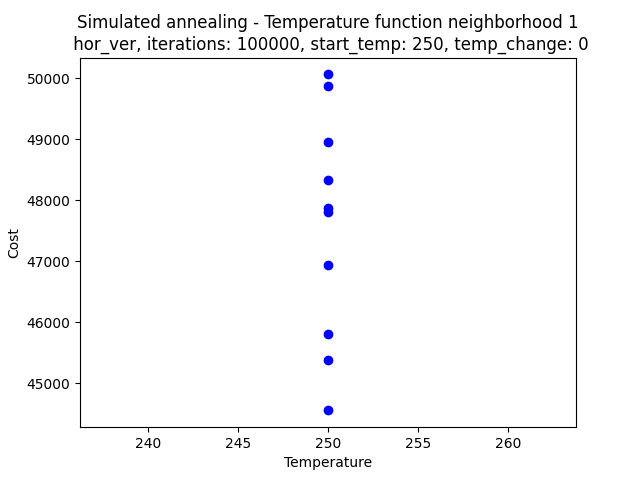 Simulated annealing - Temperature function neighborhood 1
hor_ver, iterations: 100000, start_temp: 250, temp_change: 0
50000
49000
48000
47000
46000
45000
Cost
240
245
250
255
260
Temperature